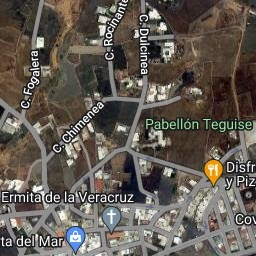 C. Rocinante
C. Dulcinea
C. Fogalera
C. Chimenea
Pabellón Teguise
Disfr
y Piz
Ermita de la Veracruz
ta del Mar
Cov